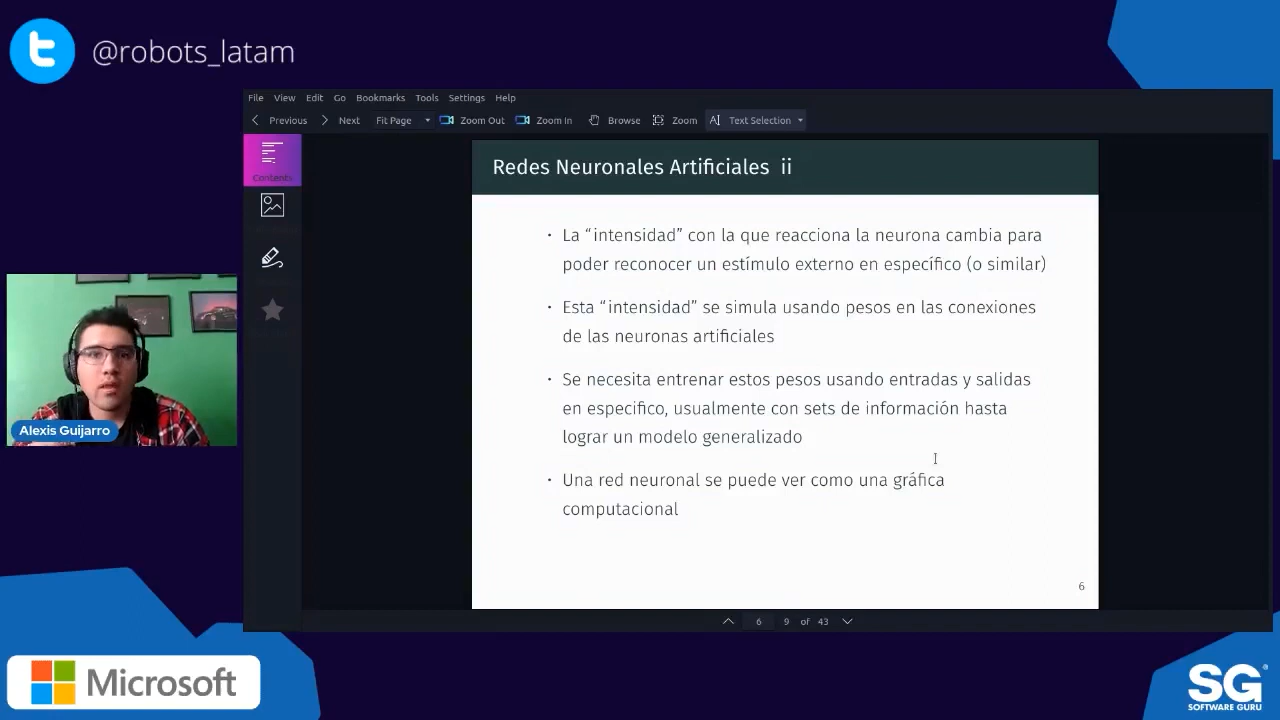 @robots_latam
File View Edit Go Bookmarks Tools Settings Help
Previous Next Fit Page Zoom Out Zoom In Browse Zoom Text Selection
Contents
Redes Neuronales Artificiales ii
· La “intensidad” con la que reacciona la neurona cambia para
poder reconocer un estímulo externo en específico (o similar)
· Esta “intensidad” se simula usando pesos en las conexiones
de las neuronas artificiales
· Se necesita entrenar estos pesos usando entradas y salidas
en especifico, usualmente con sets de información hasta
lograr un modelo generalizado
· Una red neuronal se puede ver como una gráfica
computacional
6
6 9 of 43
Alexis Guijarro
Microsoft
SG
SOFTWARE GURU